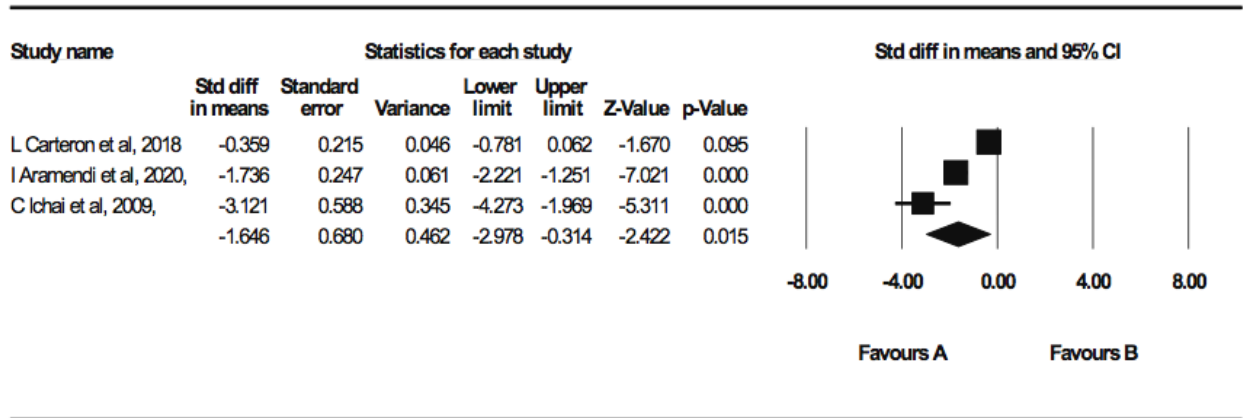 Study name Statistics for each study Std diff in means and 95% CI
Std diff in means Standard error Variance Lower limit Upper limit Z-Value p-Value
L Carteron et al, 2018 -0.359 0.215 0.046 -0.781 0.062 -1.670 0.095
I Aramendi et al, 2020, -1.736 0.247 0.061 -2.221 -1.251 -7.021 0.000
C Ichai et al, 2009, -3.121 0.588 0.345 -4.273 -1.969 -5.311 0.000
-1.646 0.680 0.462 -2.978 -0.314 -2.422 0.015
-8.00 -4.00 0.00 4.00 8.00
Favours A Favours B